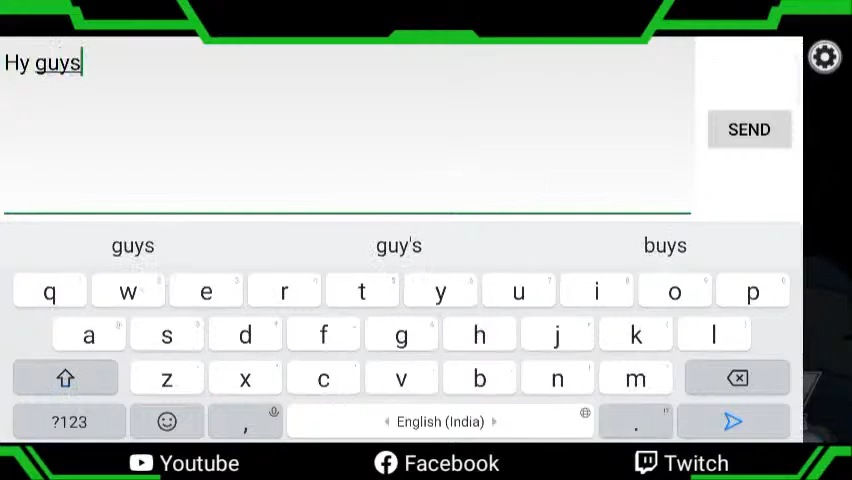 Hy guys
SEND
guys guy's buys
q w e r t y u i o p
a s d f g h j k l
z x c v b n m
?123 , English (India) .
Youtube Facebook Twitch